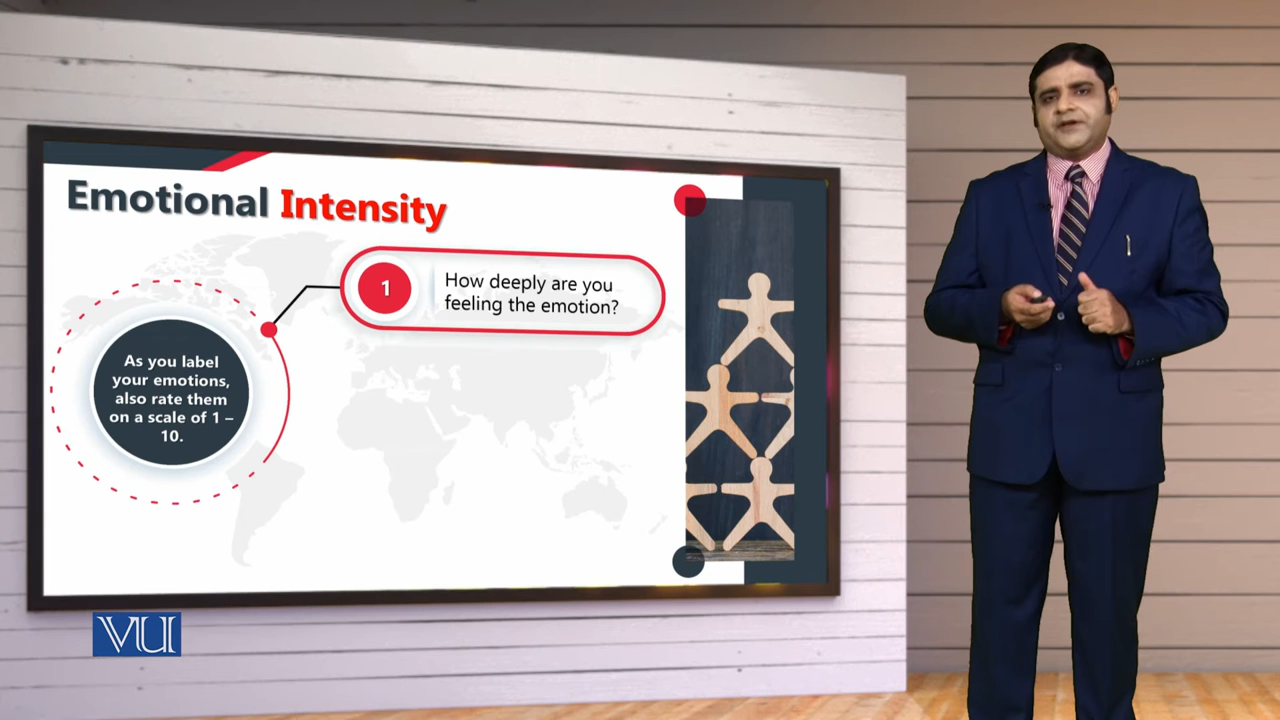 Emotional Intensity
1
How deeply are you
feeling the emotion?
As you label
your emotions,
also rate them
on a scale of 1 –
10.
VU